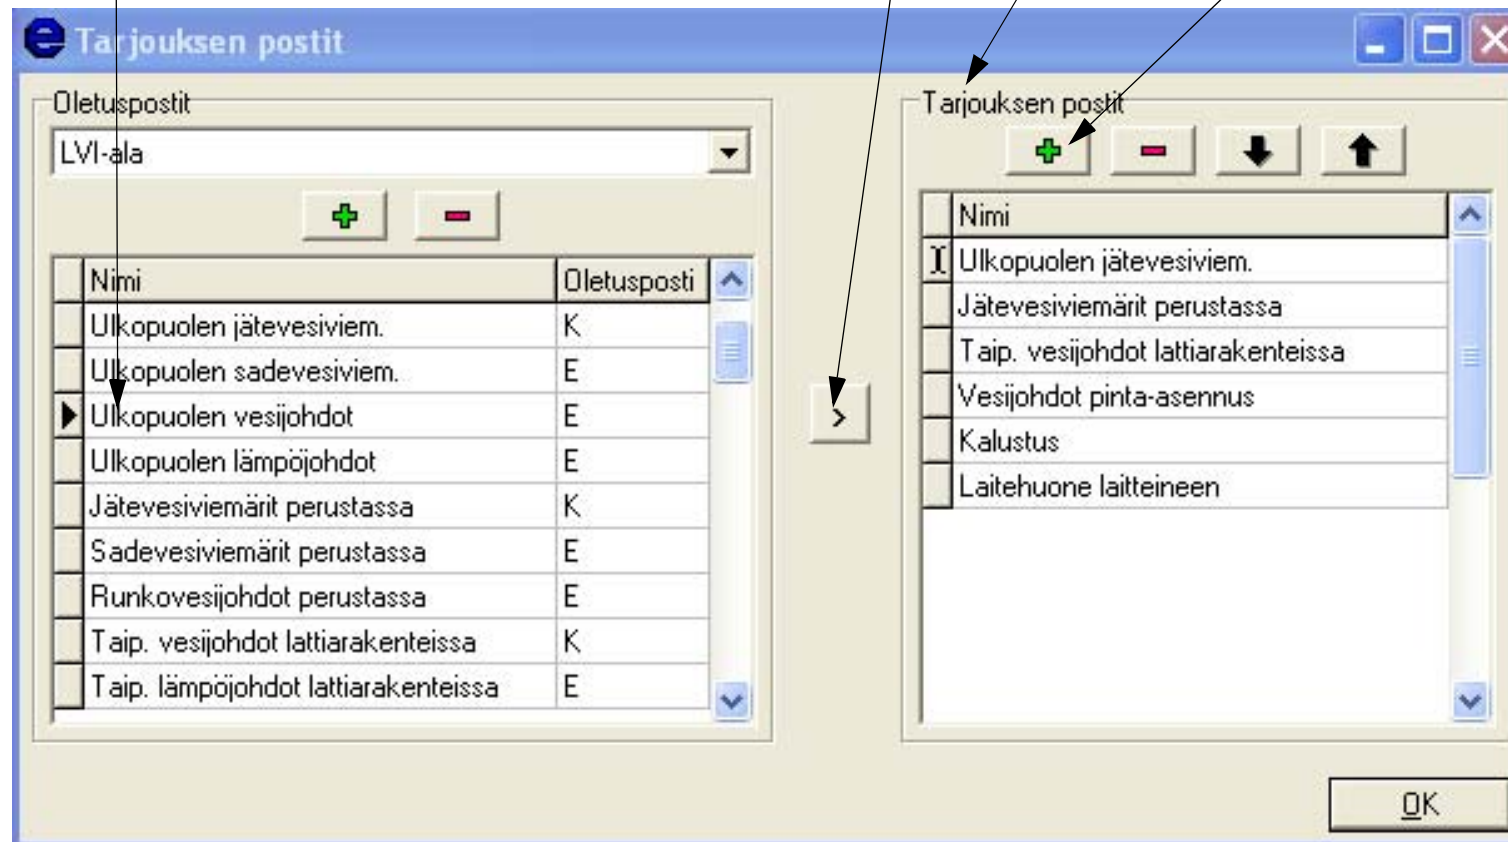 Tarjouksen postit
Oletuspostit
LVI-ala
Nimi Oletusposti
Ulkopuolen jätevesiviem. K
Ulkopuolen sadevesiviem. E
Ulkopuolen vesijohdot E
Ulkopuolen lämpöjohdot E
Jätevesiviemärit perustassa K
Sadevesiviemärit perustassa E
Runkovesijohdot perustassa E
Taip. vesijohdot lattiarakenteissa K
Taip. lämpöjohdot lattiarakenteissa E
>
Tarjouksen postit
Nimi
Ulkopuolen jätevesiviem.
Jätevesiviemärit perustassa
Taip. vesijohdot lattiarakenteissa
Vesijohdot pinta-asennus
Kalustus
Laitehuone laitteineen
OK